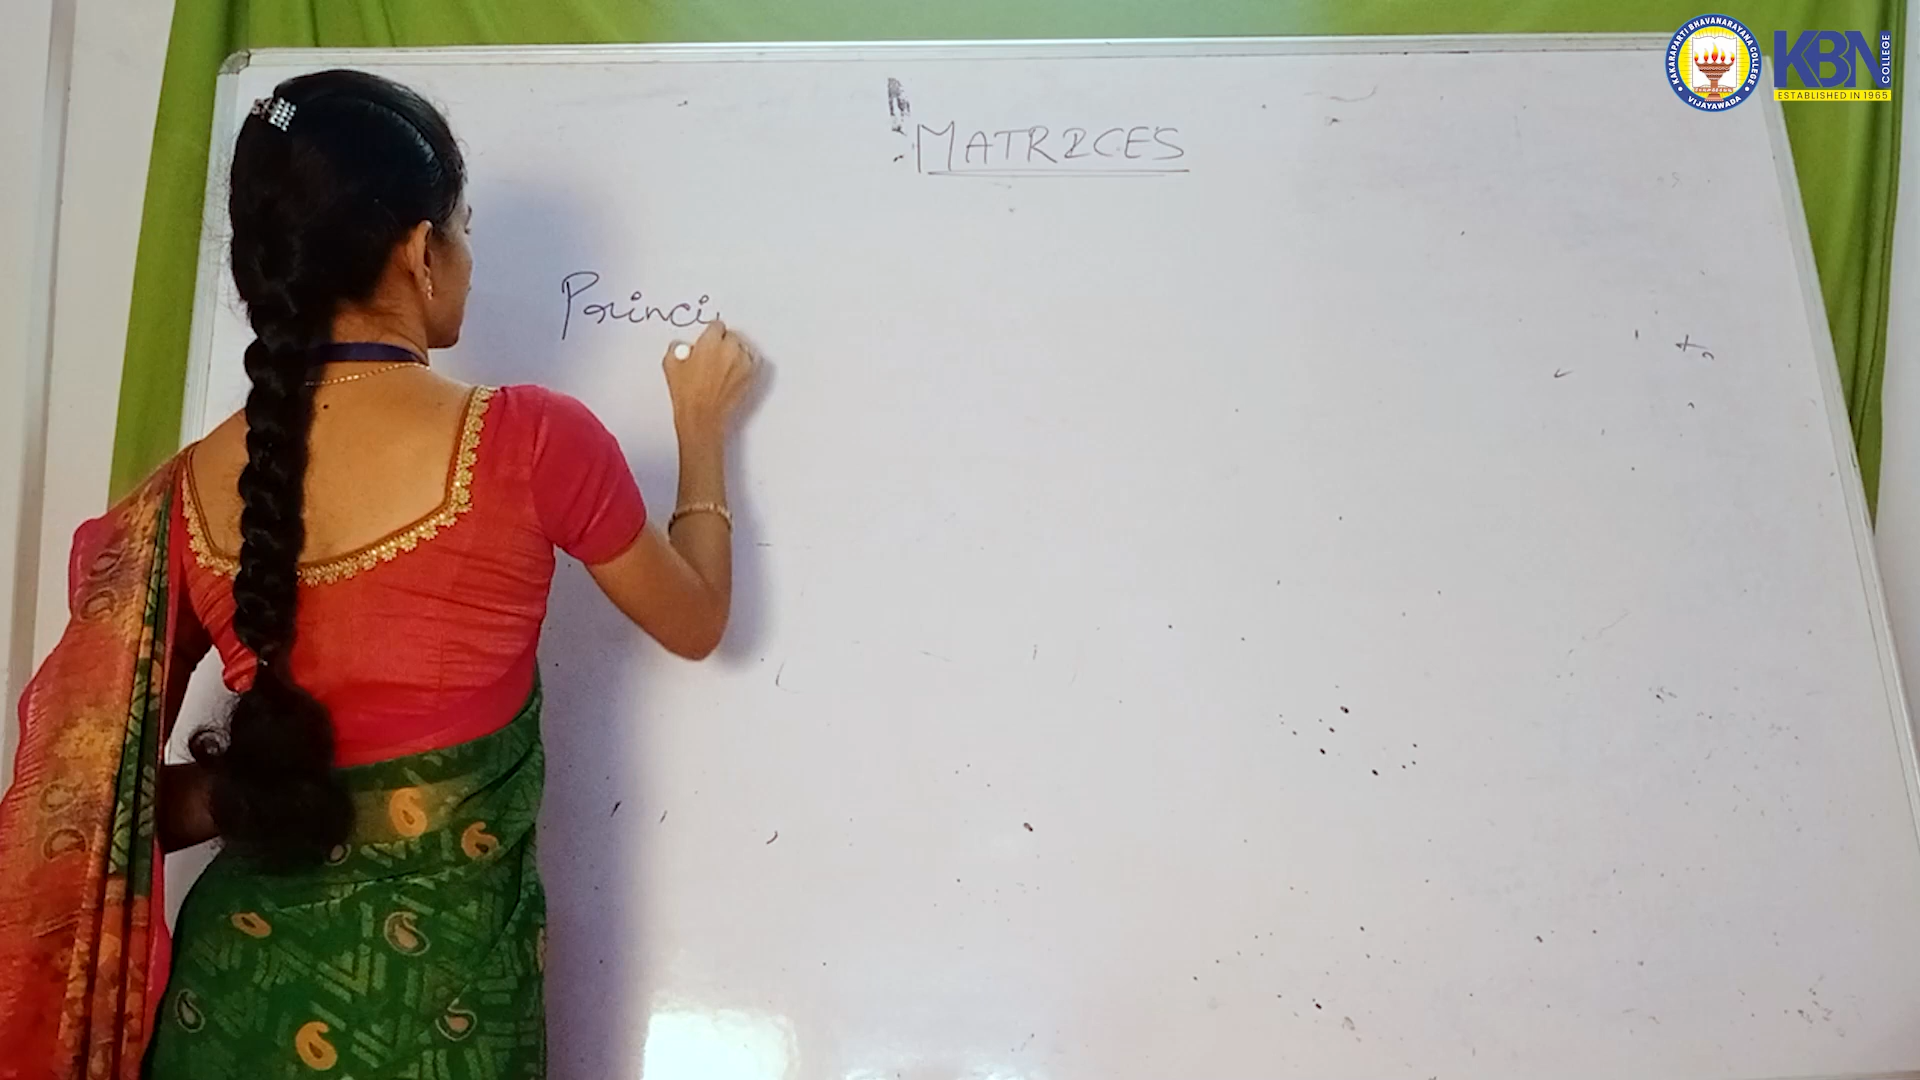 MATRICES
Princi
KAKARAPARTI BHAVANARAYANA COLLEGE
VIJAYAWADA
KBN
COLLEGE
ESTABLISHED IN 1965